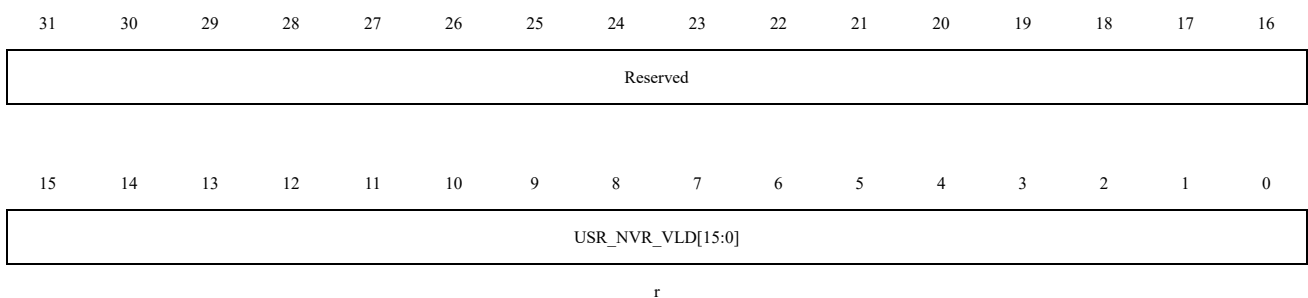 31 30 29 28 27 26 25 24 23 22 21 20 19 18 17 16
Reserved
15 14 13 12 11 10 9 8 7 6 5 4 3 2 1 0
USR_NVR_VLD[15:0]
r